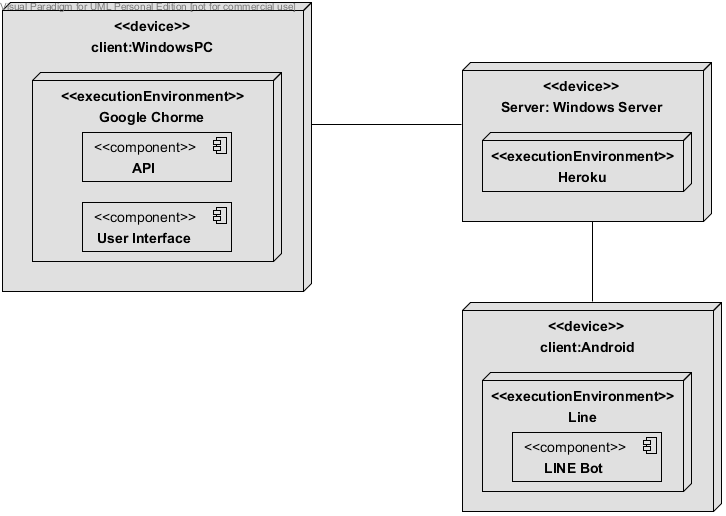 Visual Paradigm for UML Personal Edition [not for commercial use]
<<device>>
client:WindowsPC
<<executionEnvironment>>
Google Chorme
<<component>>
API
<<component>>
User Interface
<<device>>
Server: Windows Server
<<executionEnvironment>>
Heroku
<<device>>
client:Android
<<executionEnvironment>>
Line
<<component>>
LINE Bot